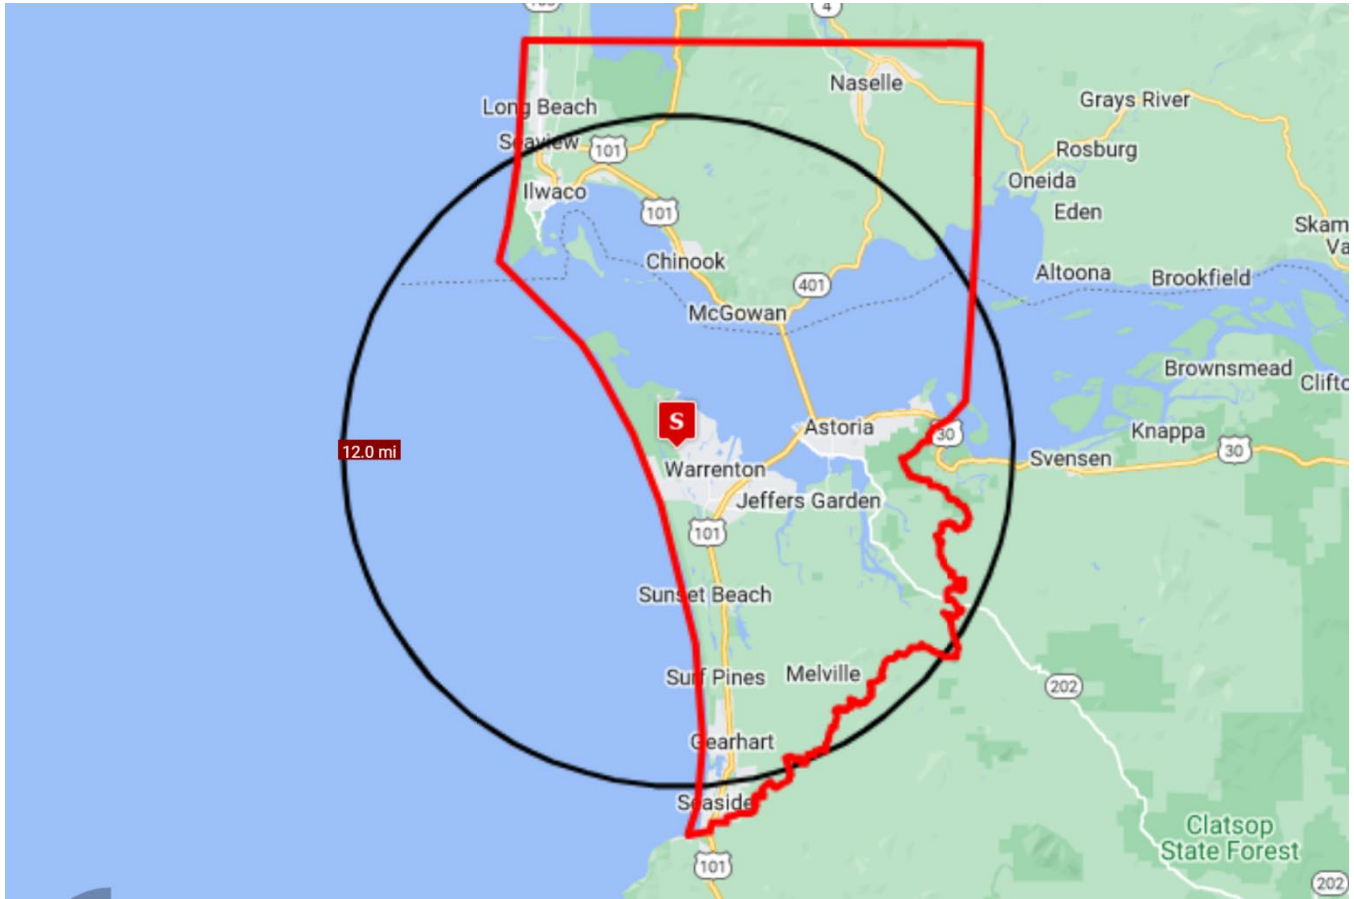 4
Naselle
Grays River
Long Beach
Seaview
101
Rosburg
Ilwaco
Oneida
101
Eden
Skam
Va
Chinook
Altoona
Brookfield
401
McGowan
Brownsmead
Clifto
S
Astoria
30
Knappa
12.0 mi
Svensen
30
Warrenton
Jeffers Garden
101
Sunset Beach
Surf Pines
Melville
202
Gearhart
Seaside
Clatsop
State Forest
101
202